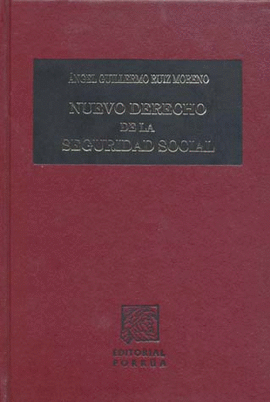 ÁNGEL GUILLERMO RUIZ MORENO
NUEVO DERECHO
DE LA
SEGURIDAD SOCIAL
EDITORIAL
PORRÚA